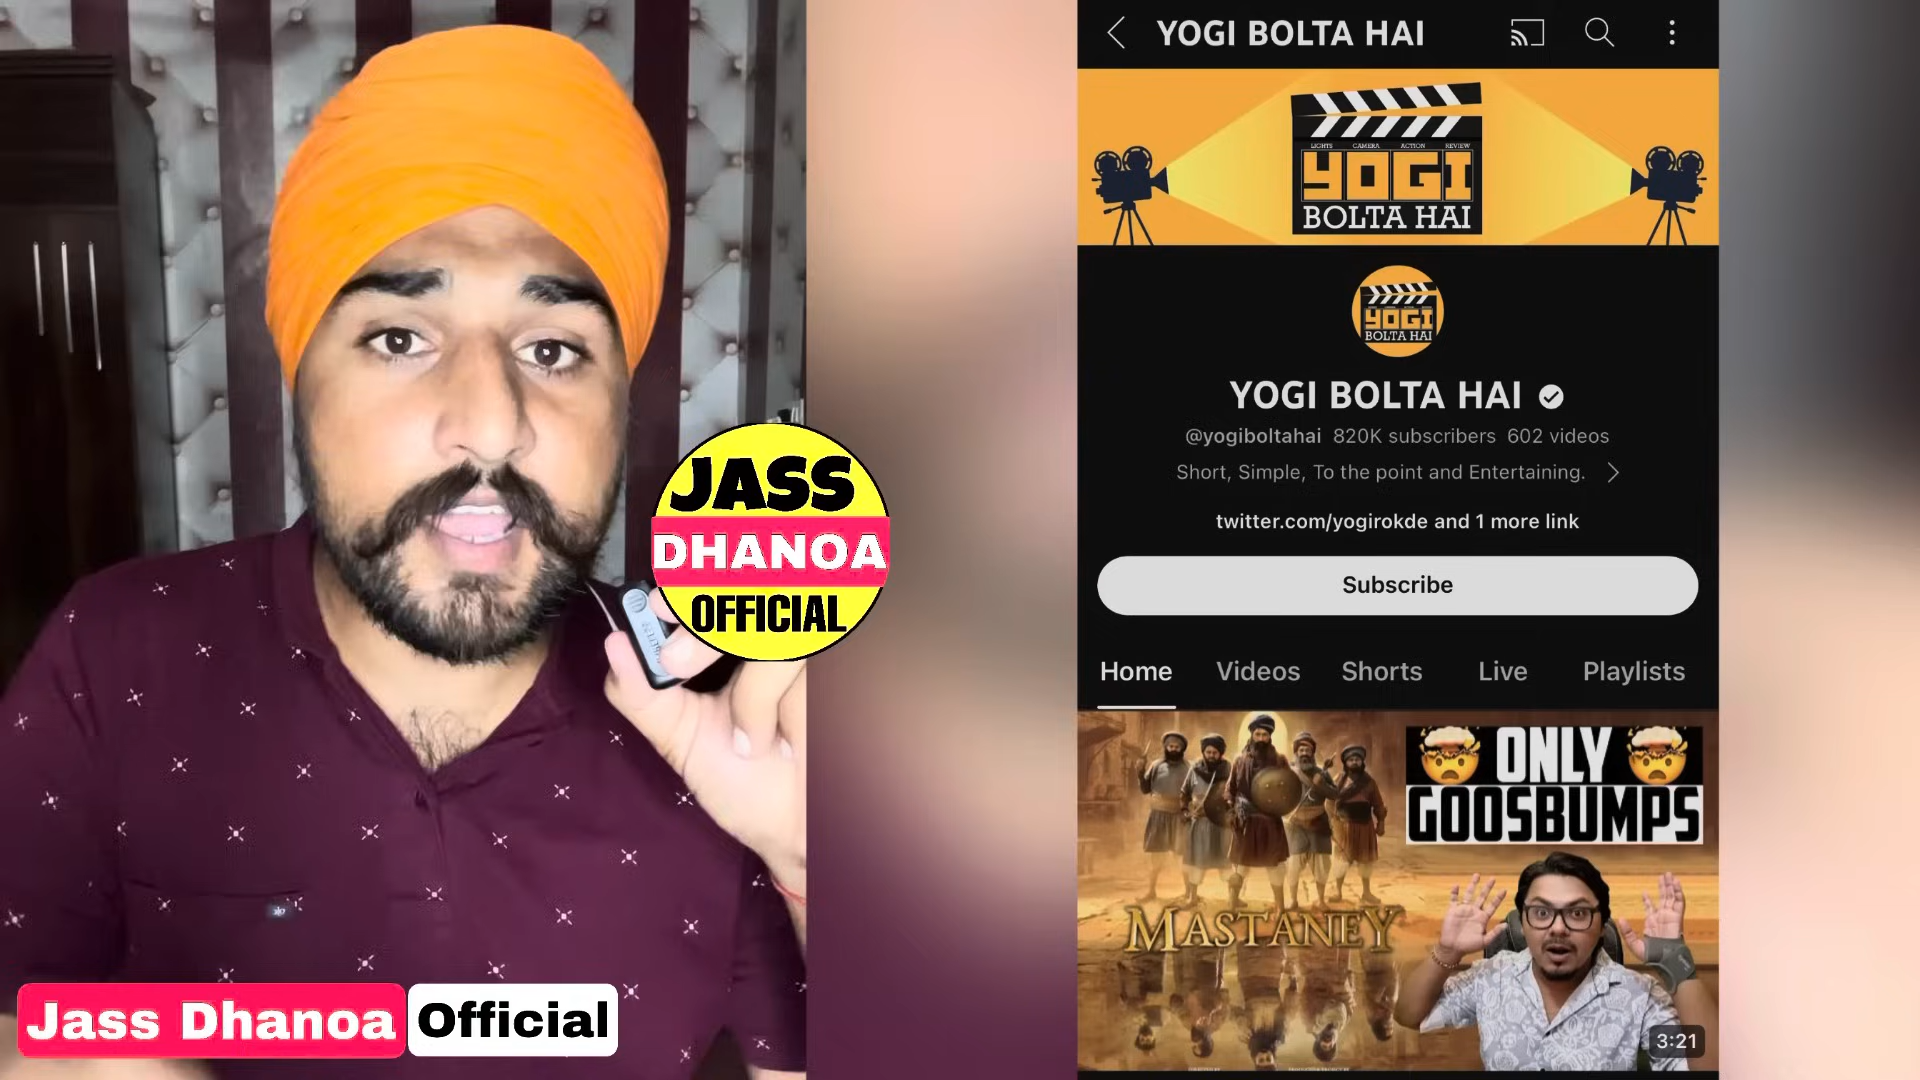 JASS
DHANOA
OFFICIAL
Jass Dhanoa Official
YOGI BOLTA HAI
LIGHTS CAMERA ACTION REVIEW
YOGI
BOLTA HAI
YOGI
BOLTA HAI
YOGI BOLTA HAI
@yogiboltahai 820K subscribers 602 videos
Short, Simple, To the point and Entertaining.
twitter.com/yogirokde and 1 more link
Subscribe
Home Videos Shorts Live Playlists
ONLY
GOOSBUMPS
MASTANEY
3:21